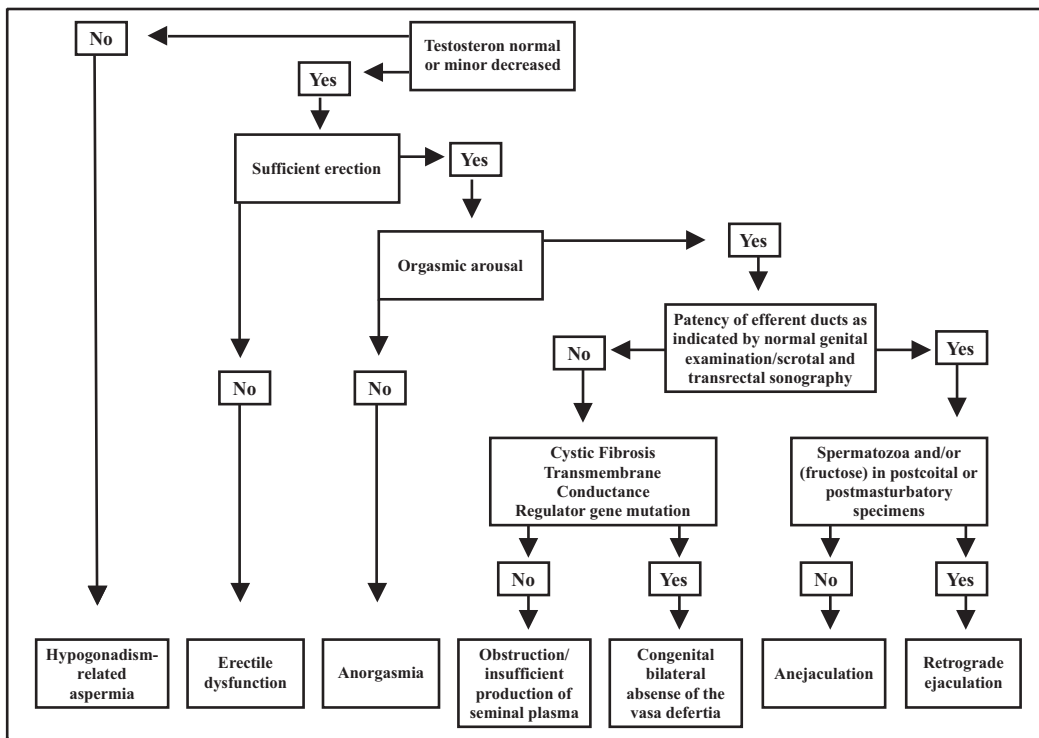 No
Testosteron normal
or minor decreased
Yes
Sufficient erection
Yes
Orgasmic arousal
Yes
Patency of efferent ducts as
indicated by normal genital
examination/scrotal and
transrectal sonography
No
Yes
No
No
Cystic Fibrosis
Transmembrane
Conductance
Regulator gene mutation
Spermatozoa and/or
(fructose) in postcoital or
postmasturbatory
specimens
No
Yes
No
Yes
Hypogonadism-
related
aspermia
Erectile
dysfunction
Anorgasmia
Obstruction/
insufficient
production of
seminal plasma
Congenital
bilateral
absense of the
vasa defertia
Anejaculation
Retrograde
ejaculation